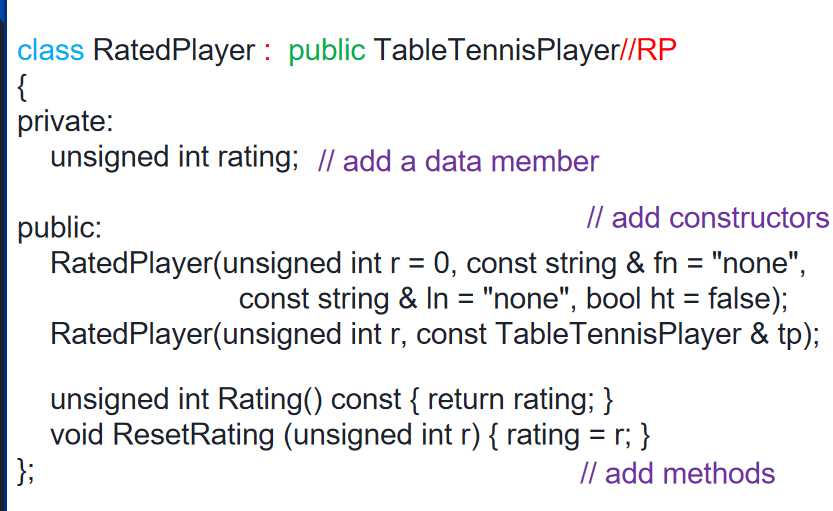 class RatedPlayer :  public TableTennisPlayer//RP
{
private:
unsigned int rating;  // add a data member
// add constructors
public:
RatedPlayer(unsigned int r = 0, const string & fn = "none",
const string & ln = "none", bool ht = false);
RatedPlayer(unsigned int r, const TableTennisPlayer & tp);
unsigned int Rating() const { return rating; }
void ResetRating (unsigned int r) { rating = r; }
};
// add methods